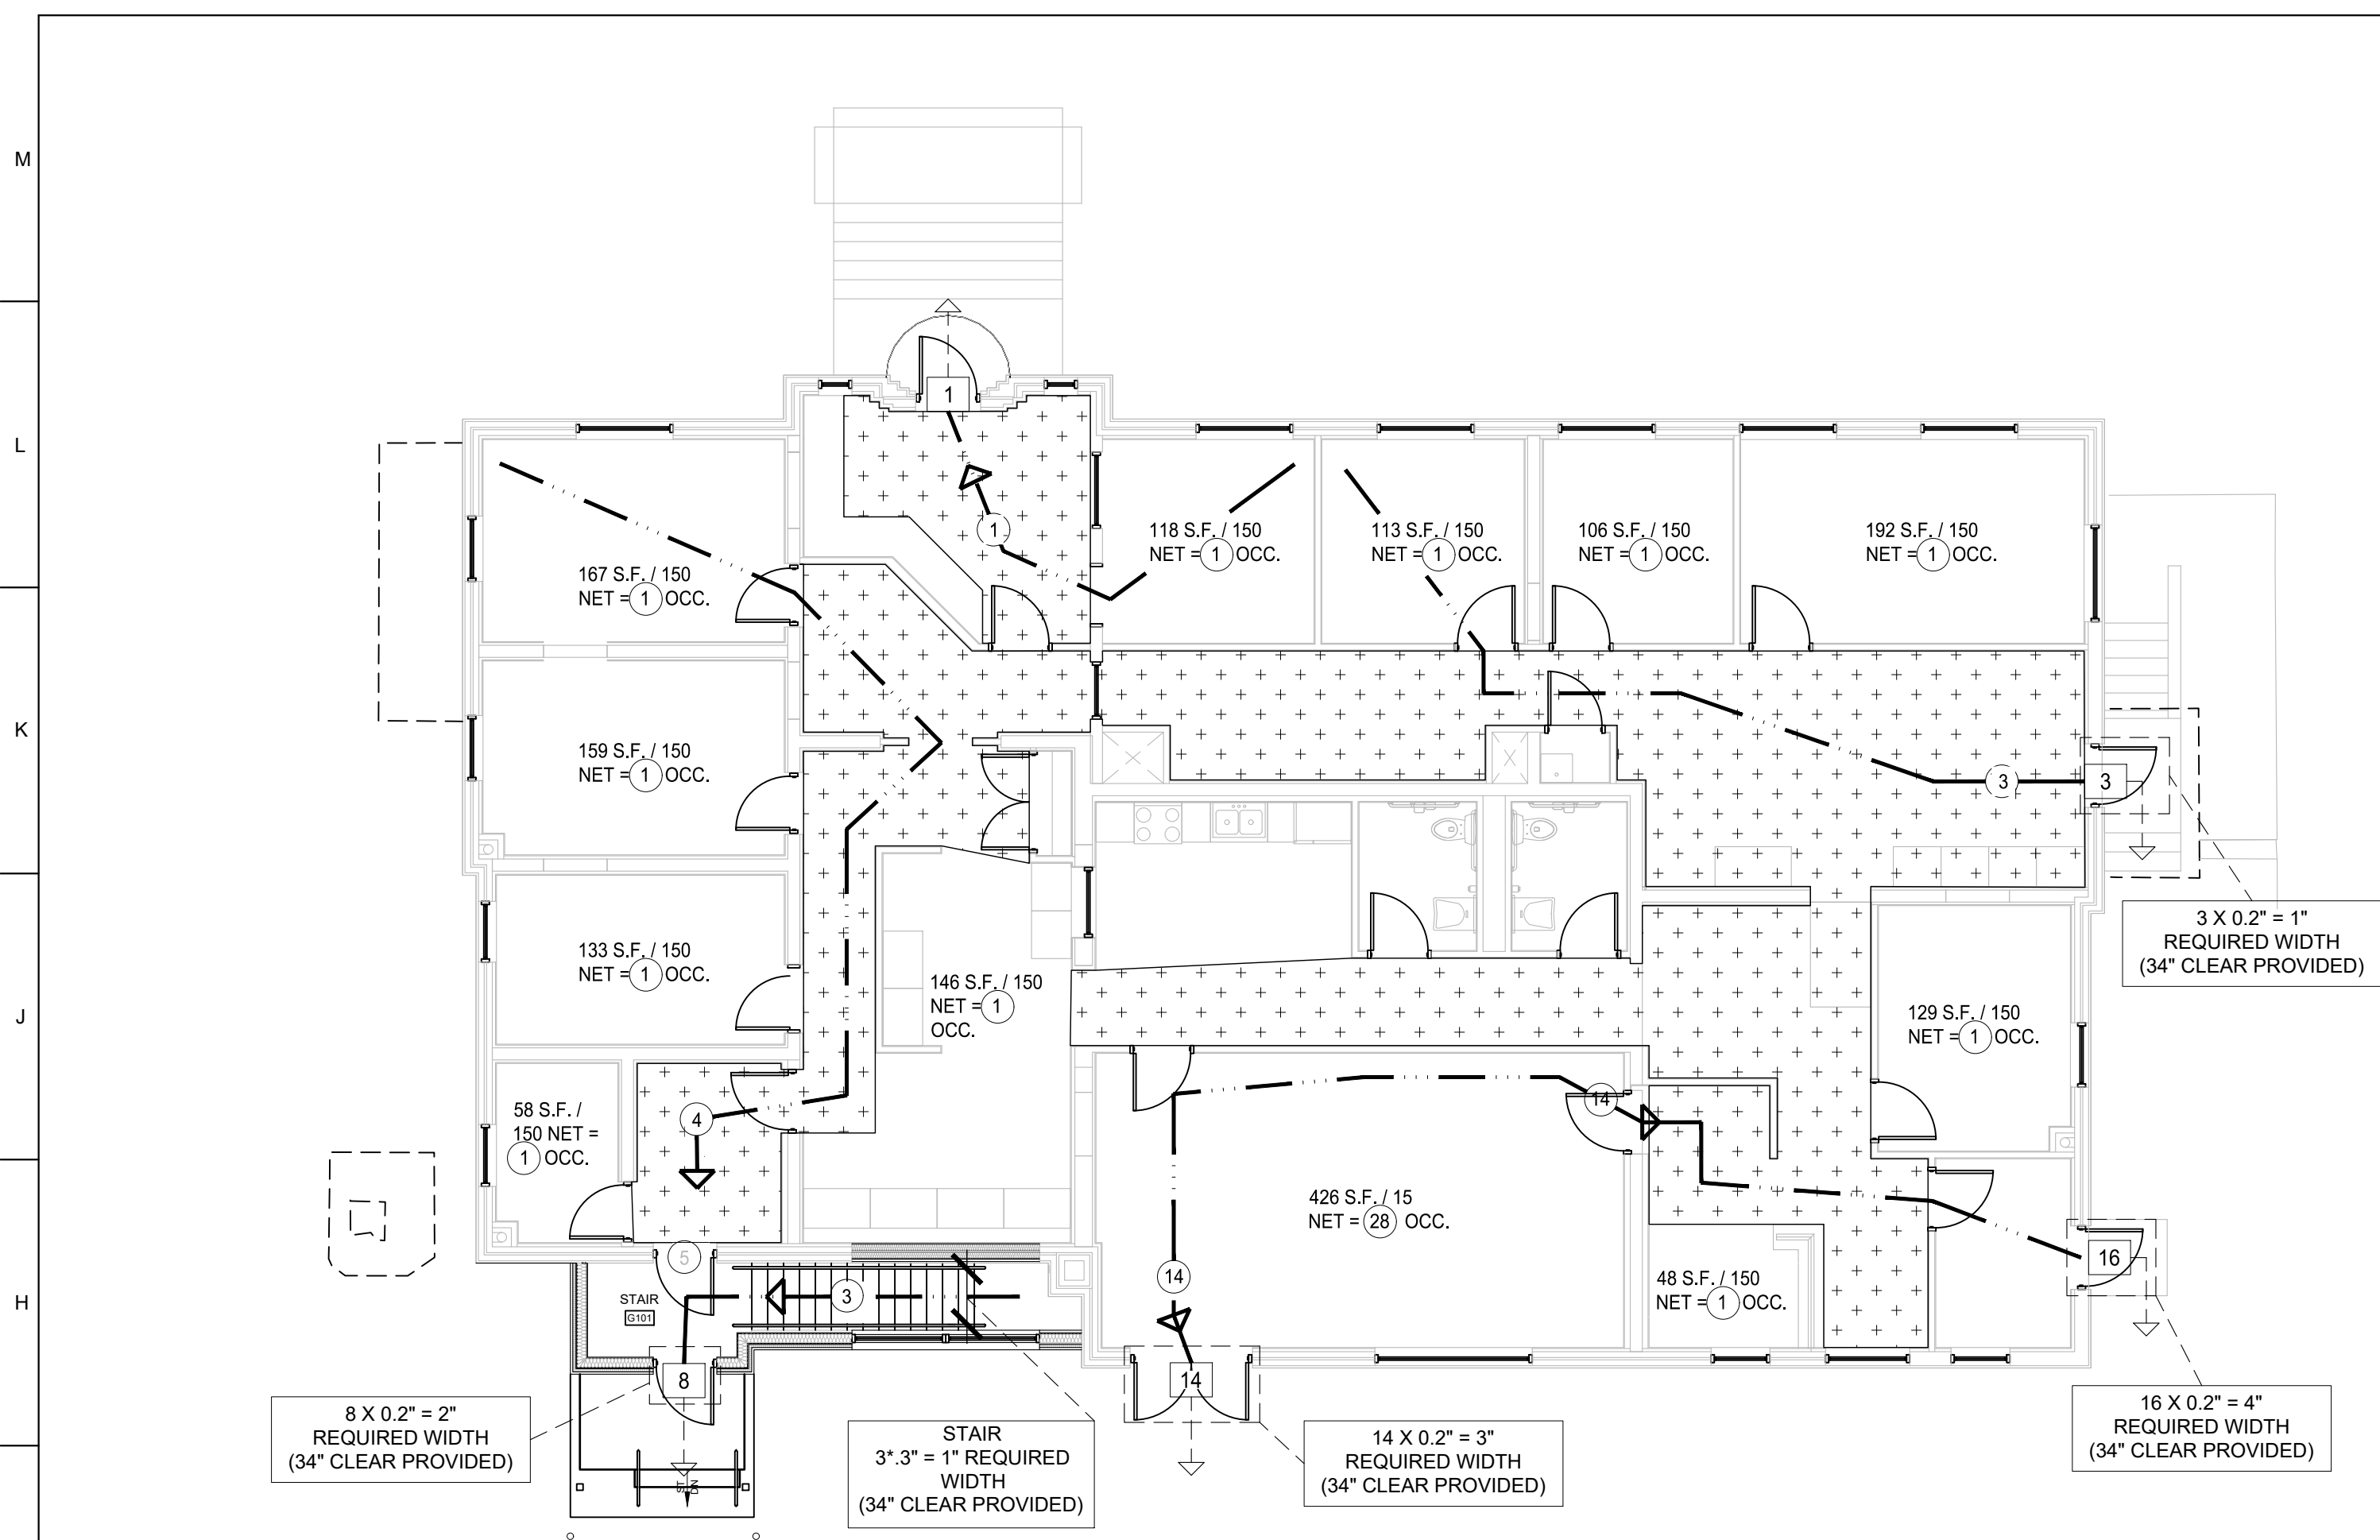 M
L
K
J
H
1
1
118 S.F. / 150
NET = 1 OCC.
113 S.F. / 150
NET = 1 OCC.
106 S.F. / 150
NET = 1 OCC.
192 S.F. / 150
NET = 1 OCC.
167 S.F. / 150
NET = 1 OCC.
159 S.F. / 150
NET = 1 OCC.
3
3
3 X 0.2" = 1"
REQUIRED WIDTH
(34" CLEAR PROVIDED)
133 S.F. / 150
NET = 1 OCC.
146 S.F. / 150
NET = 1
OCC.
129 S.F. / 150
NET = 1 OCC.
58 S.F. /
150 NET =
1 OCC.
4
14
426 S.F. / 15
NET = 28 OCC.
5
14
48 S.F. / 150
NET = 1 OCC.
16
STAIR
G101
3
8
14
8 X 0.2" = 2"
REQUIRED WIDTH
(34" CLEAR PROVIDED)
STAIR
3*.3" = 1" REQUIRED
WIDTH
(34" CLEAR PROVIDED)
14 X 0.2" = 3"
REQUIRED WIDTH
(34" CLEAR PROVIDED)
16 X 0.2" = 4"
REQUIRED WIDTH
(34" CLEAR PROVIDED)
DN